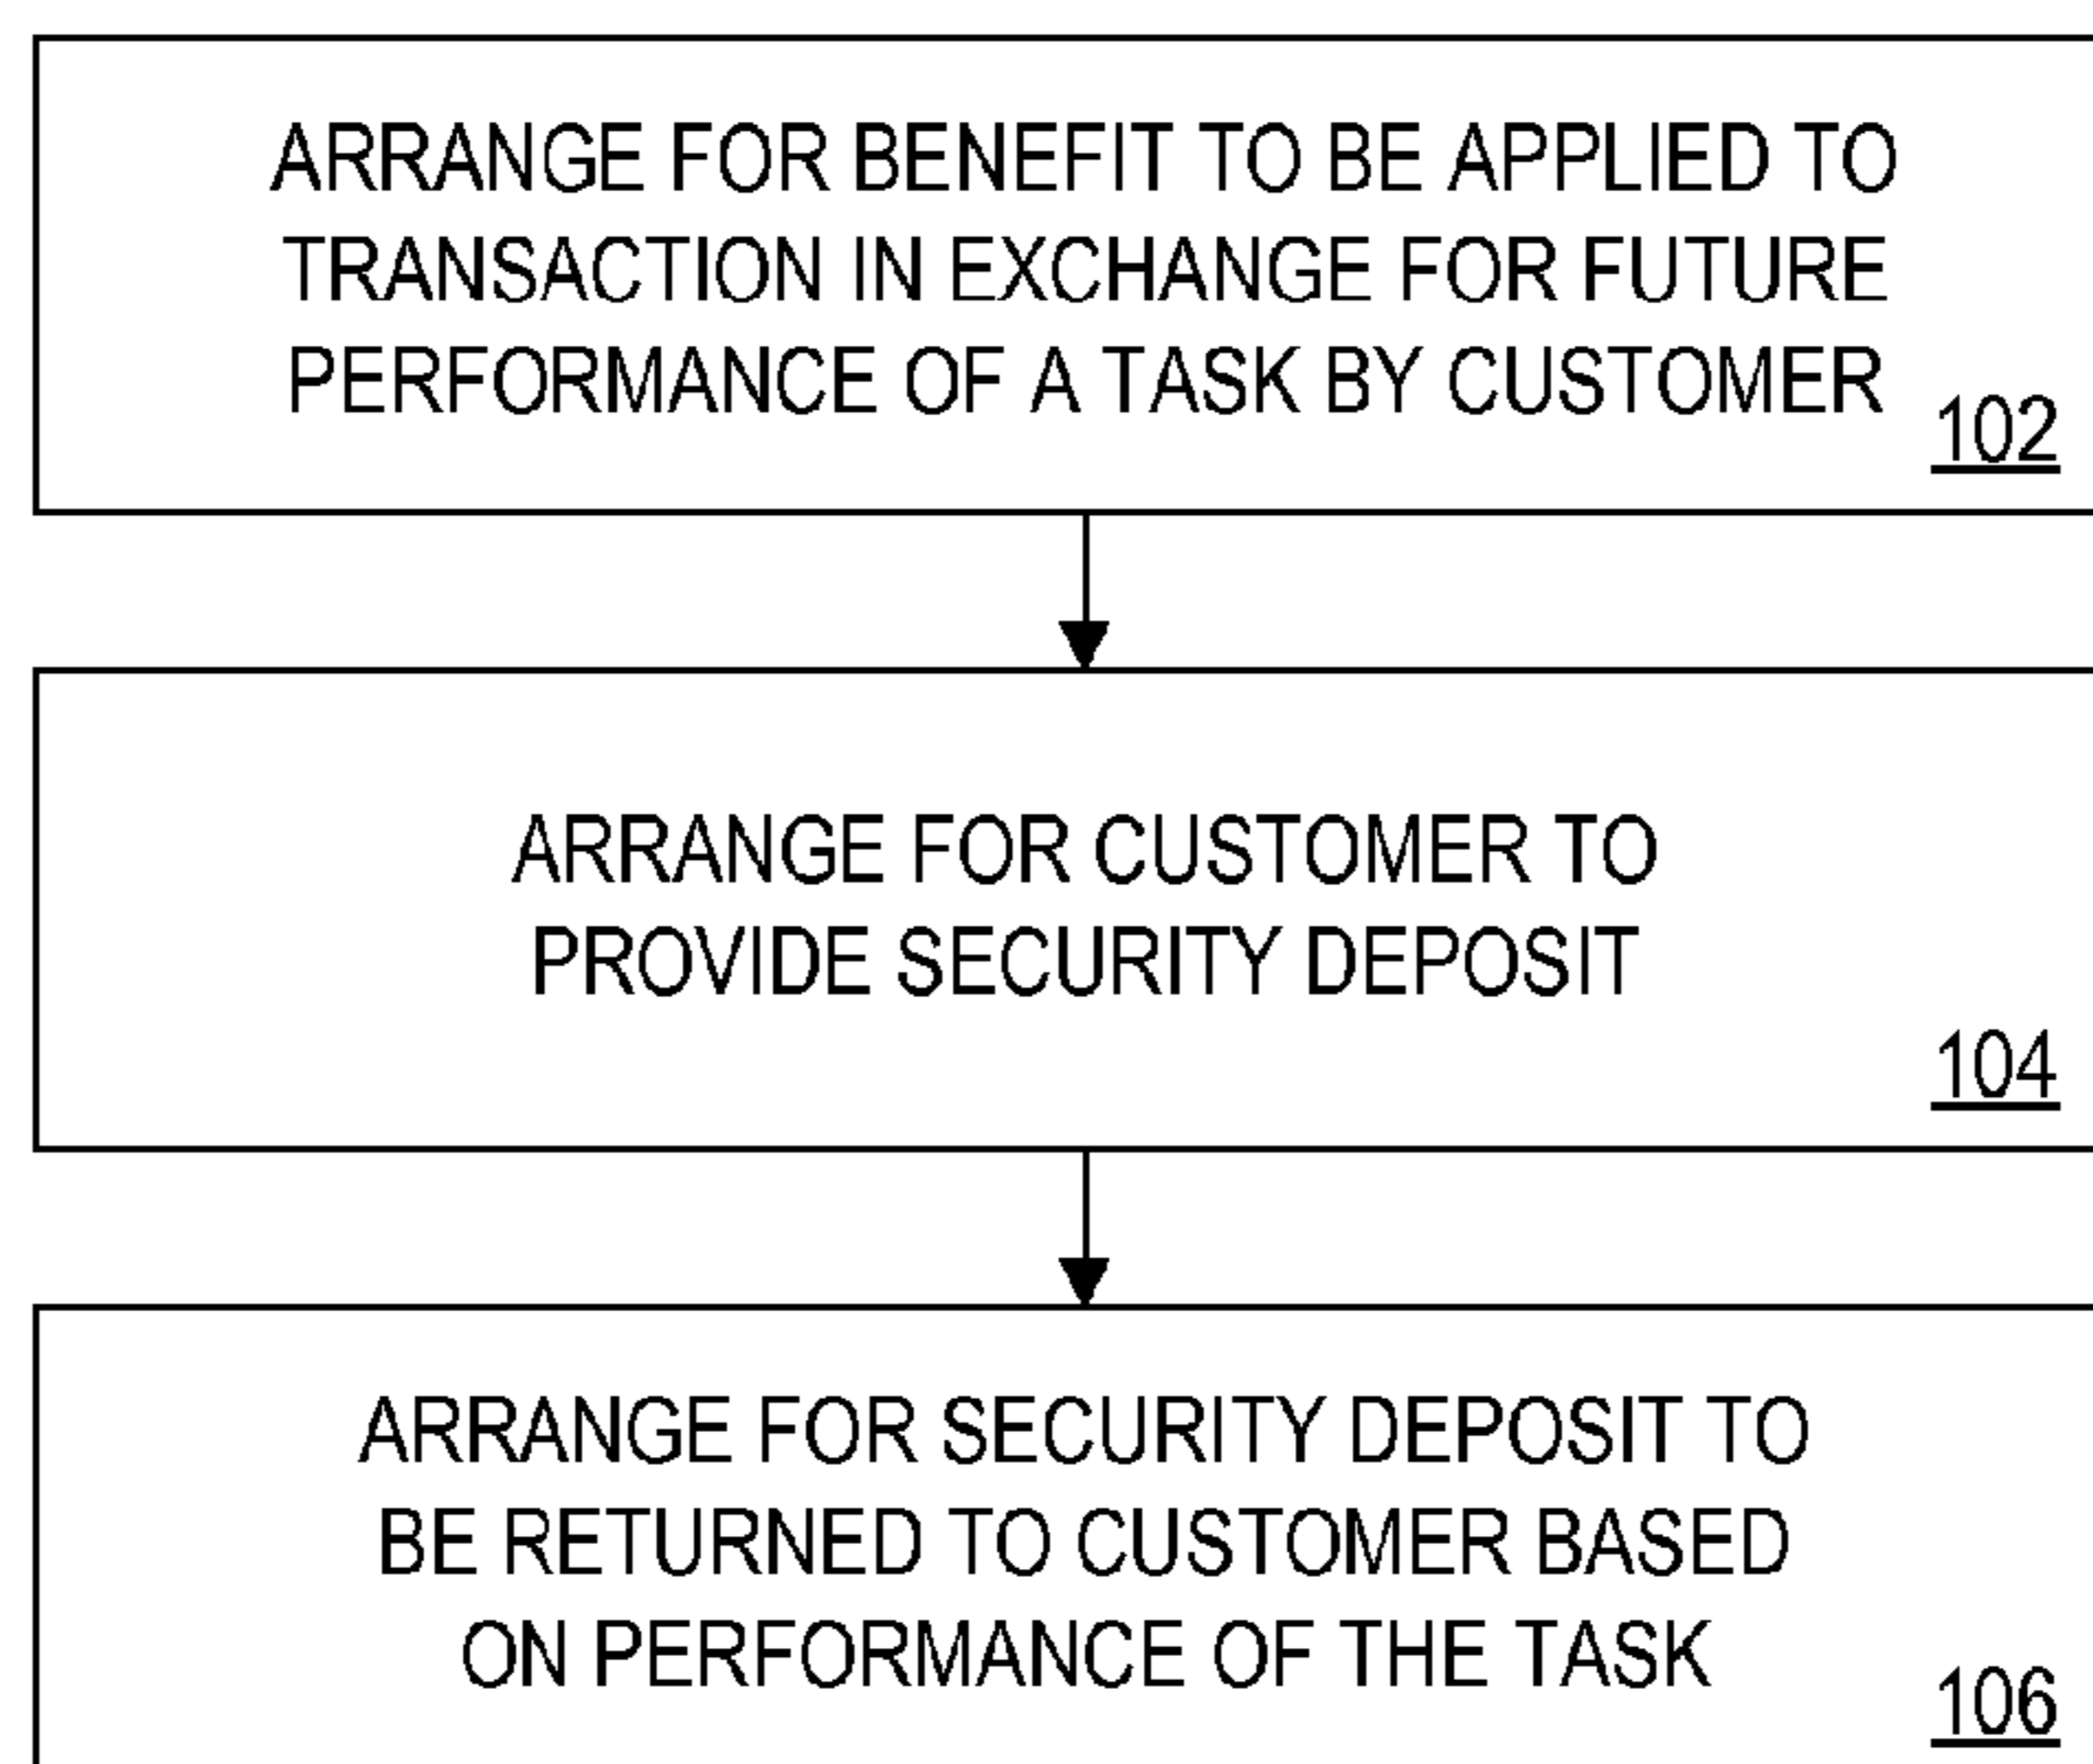 ARRANGE FOR BENEFIT TO BE APPLIED TO
TRANSACTION IN EXCHANGE FOR FUTURE
PERFORMANCE OF A TASK BY CUSTOMER
102
ARRANGE FOR CUSTOMER TO
PROVIDE SECURITY DEPOSIT
104
ARRANGE FOR SECURITY DEPOSIT TO
BE RETURNED TO CUSTOMER BASED
ON PERFORMANCE OF THE TASK
106